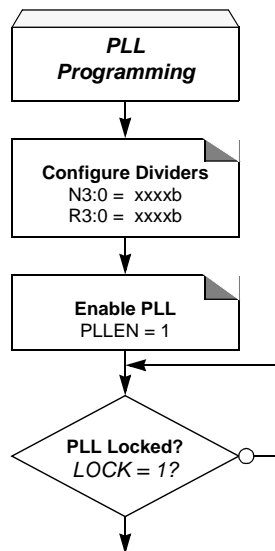 PLL
Programming
Configure Dividers
N3:0 = xxxxb
R3:0 = xxxxb
Enable PLL
PLLEN = 1
PLL Locked?
LOCK = 1?